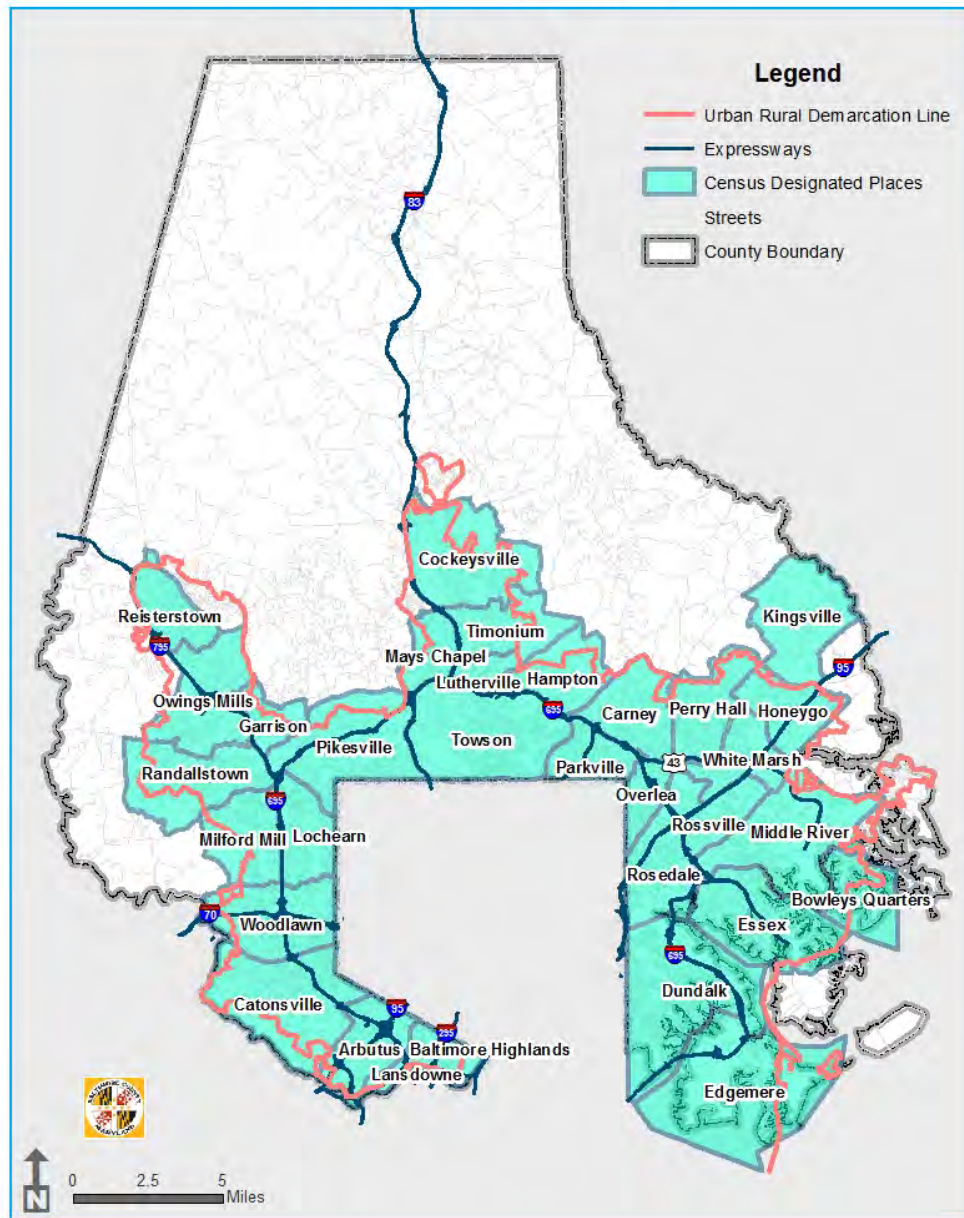 Legend
Urban Rural Demarcation Line
Expressways
Census Designated Places
Streets
County Boundary
83
Cockeysville
Kingsville
Reisterstown
Timonium
795
Mays Chapel
95
Lutherville
Hampton
Owings Mills
Perry Hall
Honeygo
Garrison
695
Carney
Pikesville
Towson
43
White Marsh
Randallstown
Parkville
Overlea
695
Rossville
Middle River
Milford Mill
Lochearn
Rosedale
Bowleys Quarters
70
Woodlawn
Essex
695
Dundalk
Catonsville
95
295
Arbutus
Baltimore Highlands
Lansdowne
Edgemere
BALTIMORE COUNTY
MARYLAND
N
0 2.5 5
Miles